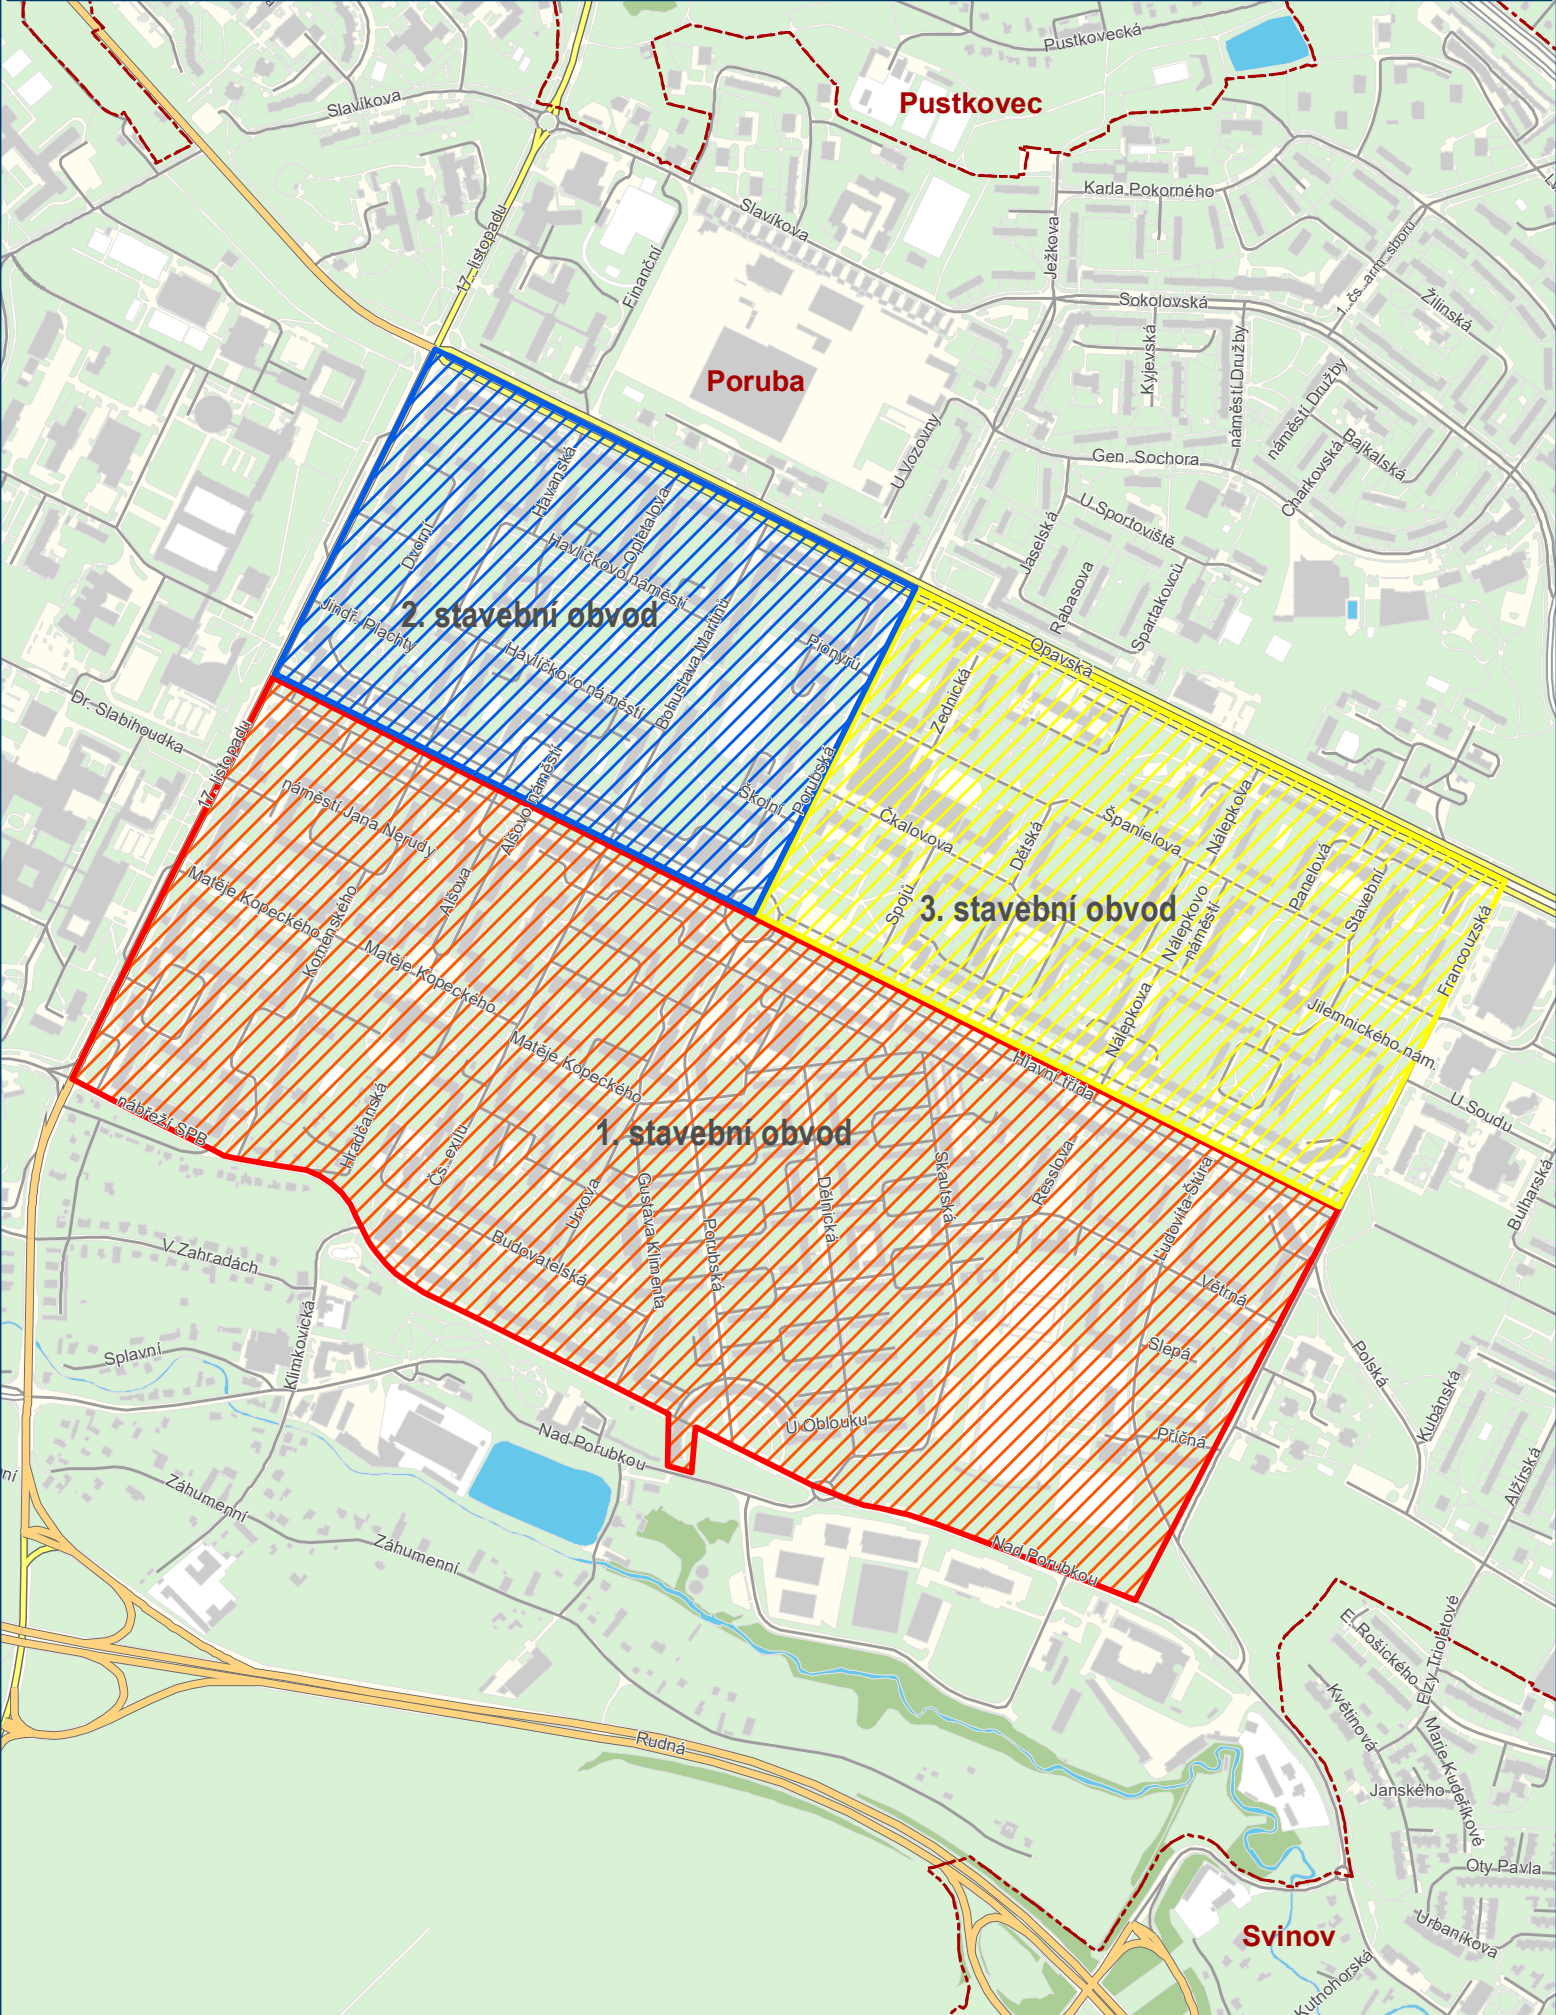 Pustkovecká
Slavíkova
Pustkovec
Karla Pokorného
17. listopadu
Finanční
Slavíkova
Ježkova
1. čs. arm. sboru
Žilinská
Sokolovská
Kyjevská
náměstí Družby
náměstí Družby
Poruba
U Vozovny
Gen. Sochora
Charkovská
Bajkalská
Havanská
Opletalova
Dvorní
Havlíčkovo náměstí
Jaselská
U Sportoviště
Rabasova
Spartakovců
Jindř. Plachty
2. stavební obvod
Havlíčkovo náměstí
Bohuslava Martinů
Pionýrů
Opavská
Zednická
Dr. Slabihoudka
17. listopadu
náměstí Jana Nerudy
Alšovo náměstí
Školní
Porubská
Čkalovova
Dětská
Španielova
Nálepkova
Panelová
Stavební
Matěje Kopeckého
Komenského
Alšova
Spojů
3. stavební obvod
Nálepkovo
náměstí
Francouzská
Matěje Kopeckého
Nálepkova
Jilemnického nám.
Matěje Kopeckého
Hlavní třída
U Soudu
nábřeží SPB
Hradčanská
Čs. exilu
1. stavební obvod
Urxova
Gustava Klimenta
Porubská
Dělnická
Skautská
Resslova
Ľudovíta Štúra
Bulharská
V Zahradách
Budovatelská
Větrná
Splavní
Klimkovická
Slepá
Polská
Kubánská
U Oblouku
Příčná
Nad Porubkou
Alžírská
Záhumenní
Záhumenní
Nad Porubkou
E. Rošického
Elzy Trioletové
Květinová
Marie Kudeříkové
Rudná
Janského
Oty Pavla
Svinov
Urbaníkova
Kutnohorská